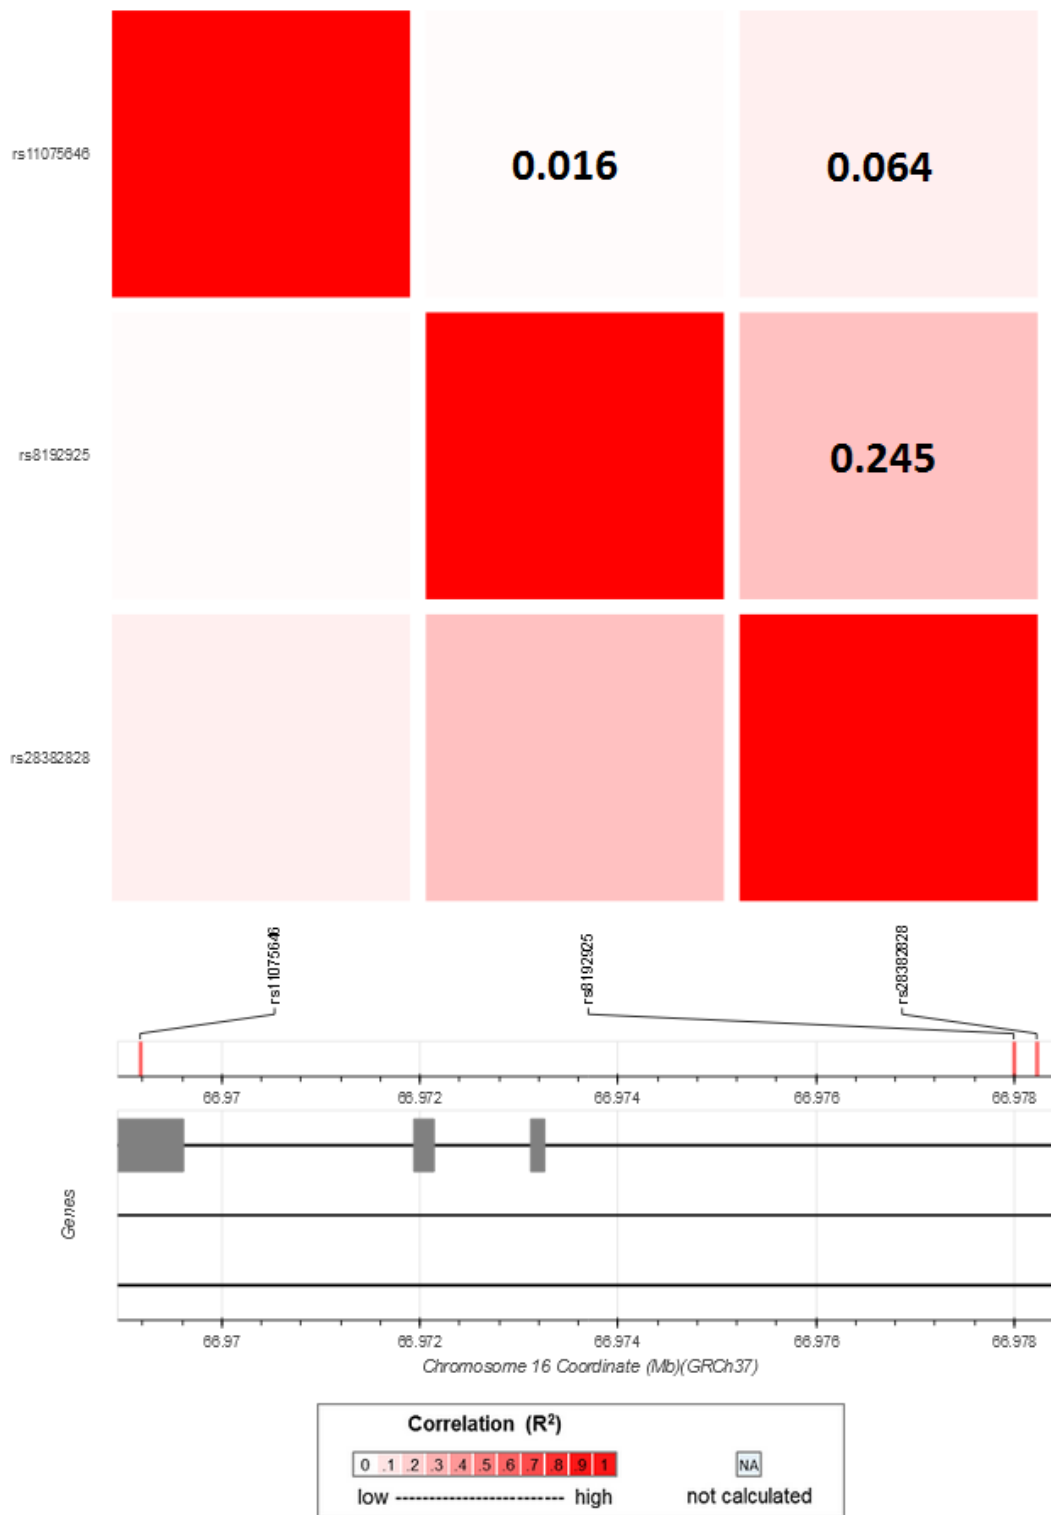 rs11075646
0.016
0.064
rs8192925
0.245
rs28382828
rs11075646
rs8192925
rs28382828
66.97 66.972 66.974 66.976 66.978
Genes
66.97 66.972 66.974 66.976 66.978
Chromosome 16 Coordinate (Mb)(GRCh37)
Correlation (R²)
0 .1 .2 .3 .4 .5 .6 .7 .8 .9 1
NA
low ------------------------ high
not calculated